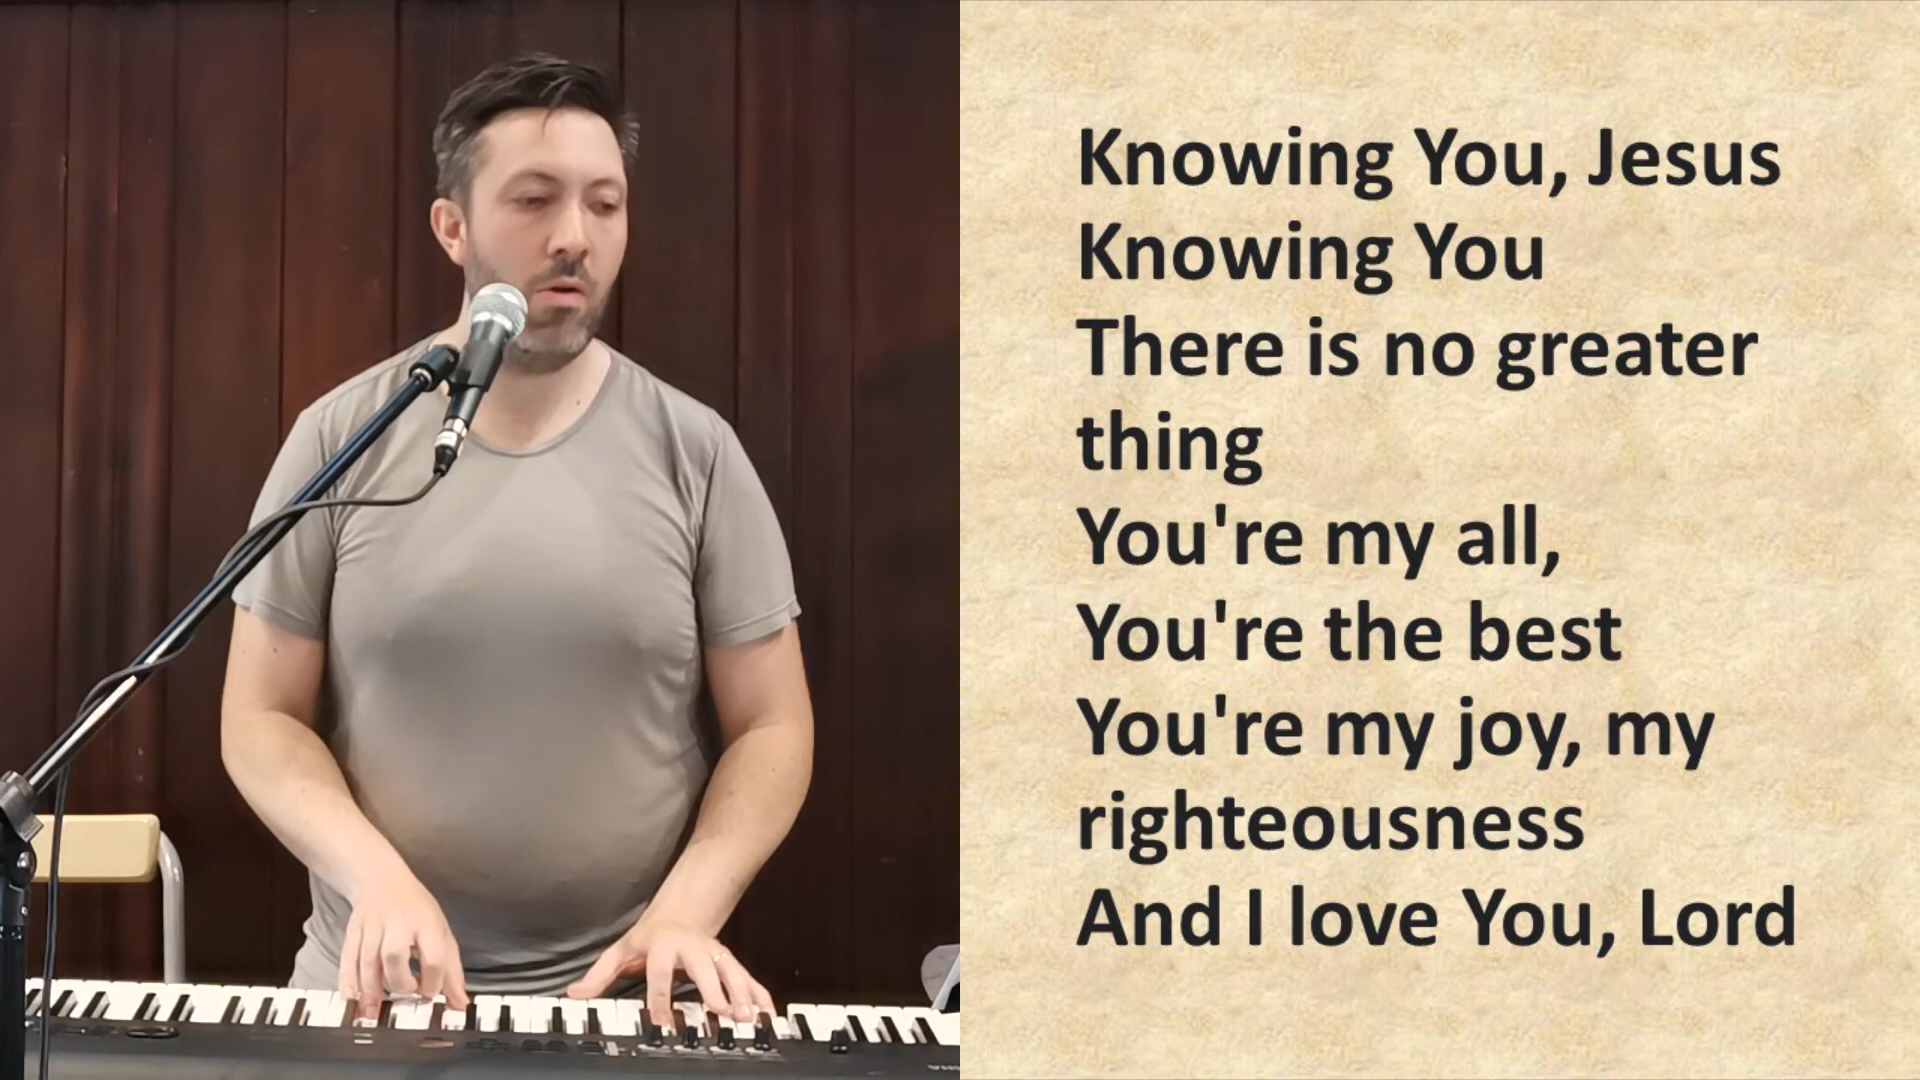 Knowing You, Jesus
Knowing You
There is no greater
thing
You're my all,
You're the best
You're my joy, my
righteousness
And I love You, Lord